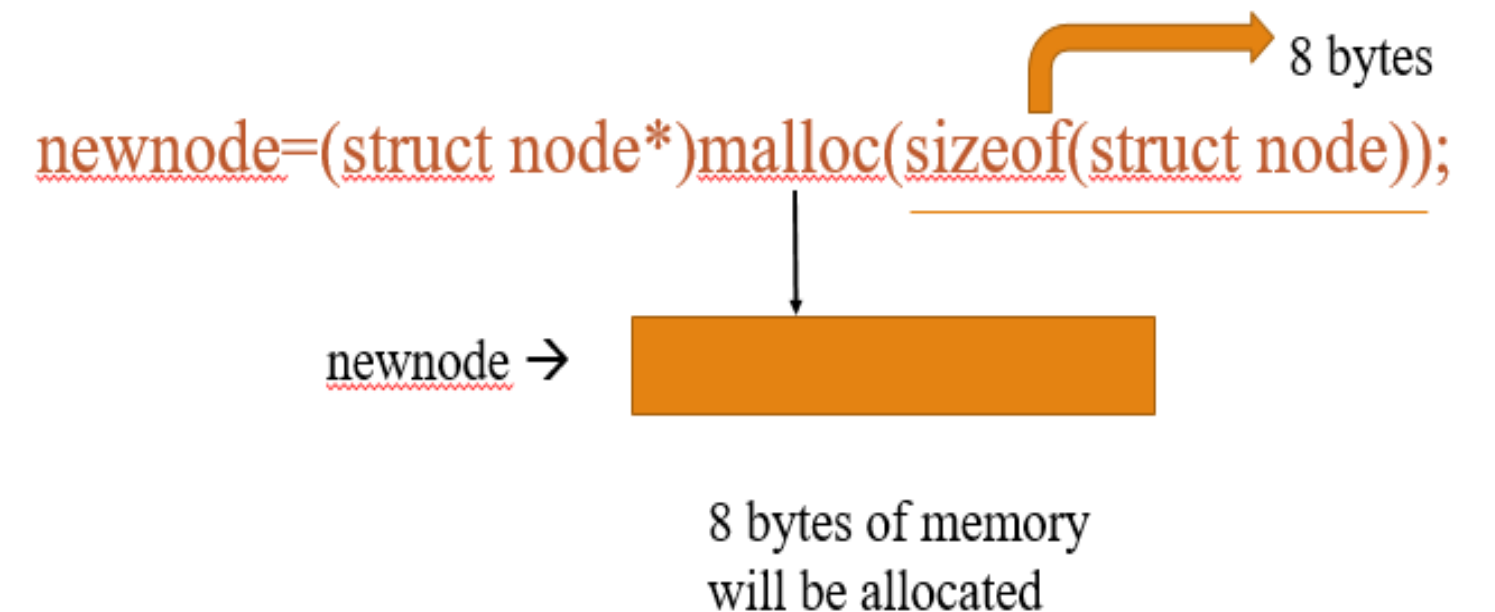 8 bytes
newnode=(struct node*)malloc(sizeof(struct node));
newnode →
8 bytes of memory
will be allocated